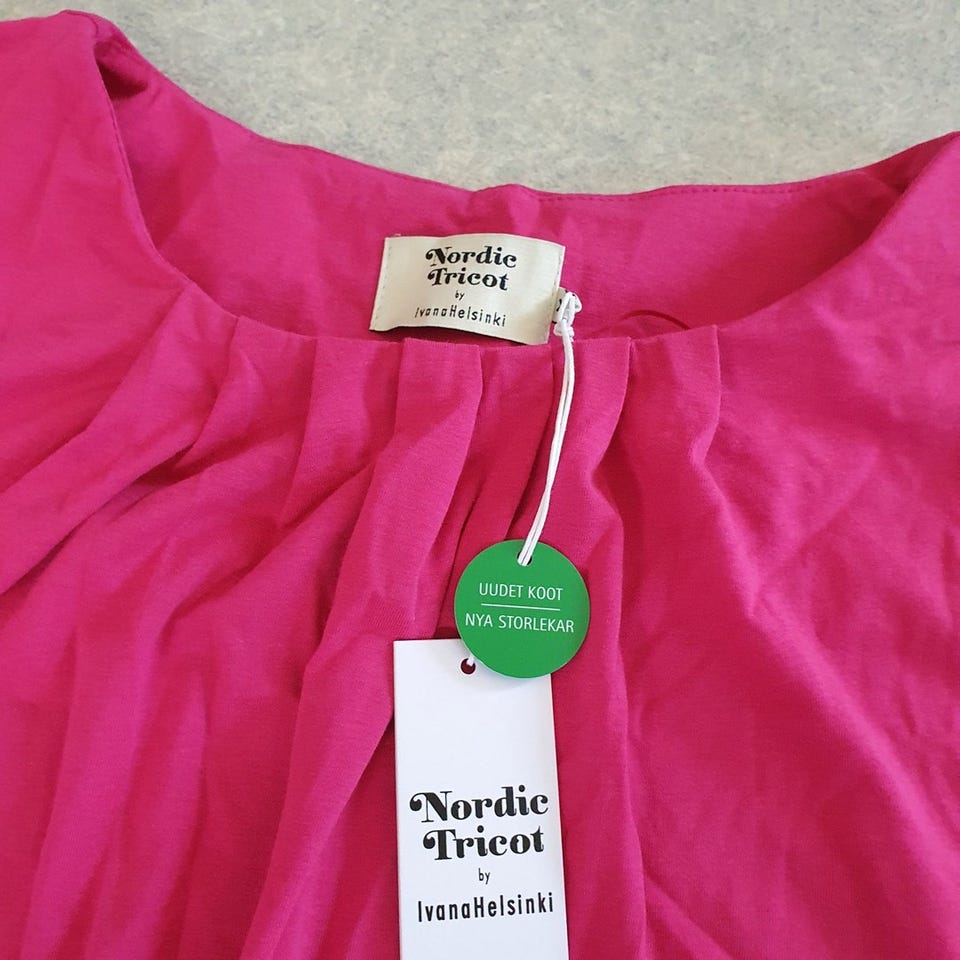 Nordic
Tricot
by
IvanaHelsinki
UUDET KOOT
NYA STORLEKAR
Nordic
Tricot
by
IvanaHelsinki